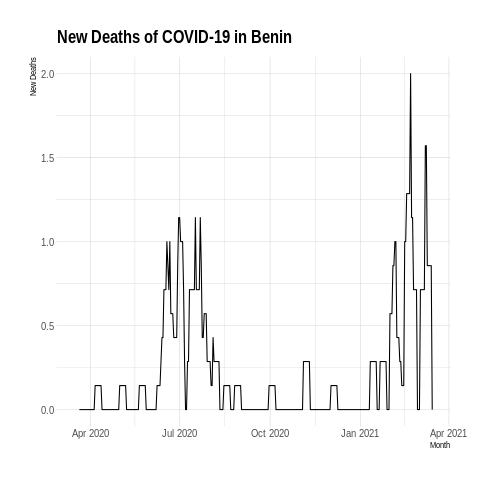 New Deaths of COVID-19 in Benin
New Deaths
2.0
1.5
1.0
0.5
0.0
Apr 2020 Jul 2020 Oct 2020 Jan 2021 Apr 2021
Month